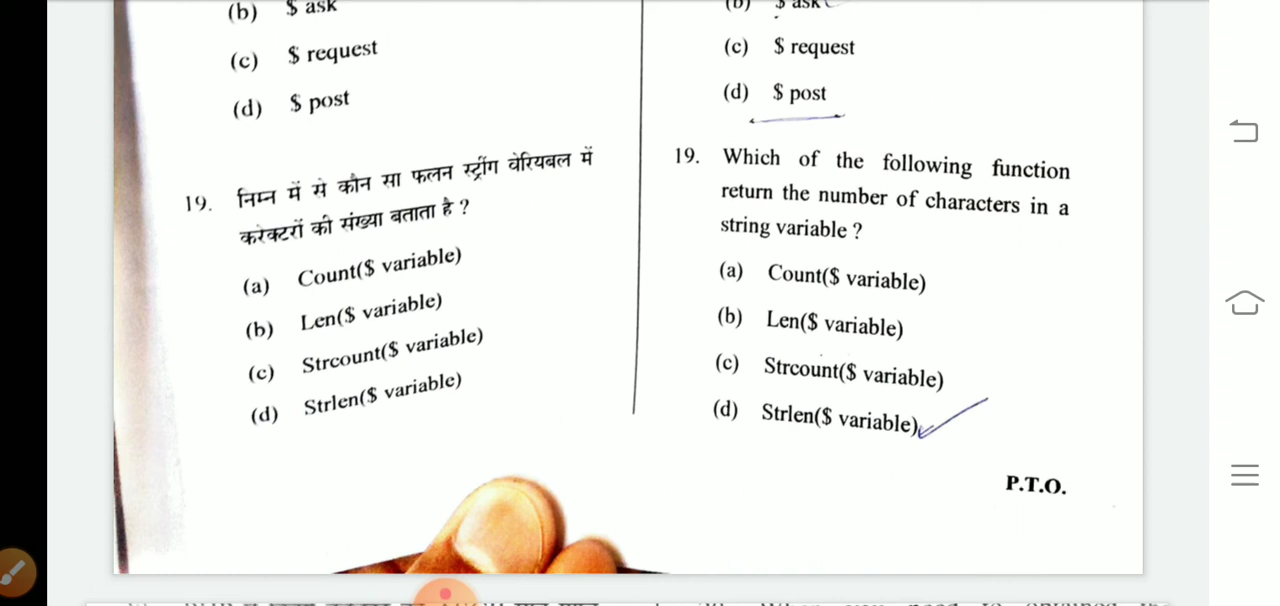 (b) $ ask
(c) $ request
(d) $ post
19. निम्न में से कौन सा फलन स्ट्रींग वेरियबल में
करेक्टरों की संख्या बताता है ?
(a) Count($ variable)
(b) Len($ variable)
(c) Strcount($ variable)
(d) Strlen($ variable)
(b) $ ask
(c) $ request
(d) $ post
19. Which of the following function
return the number of characters in a
string variable ?
(a) Count($ variable)
(b) Len($ variable)
(c) Strcount($ variable)
(d) Strlen($ variable)
P.T.O.